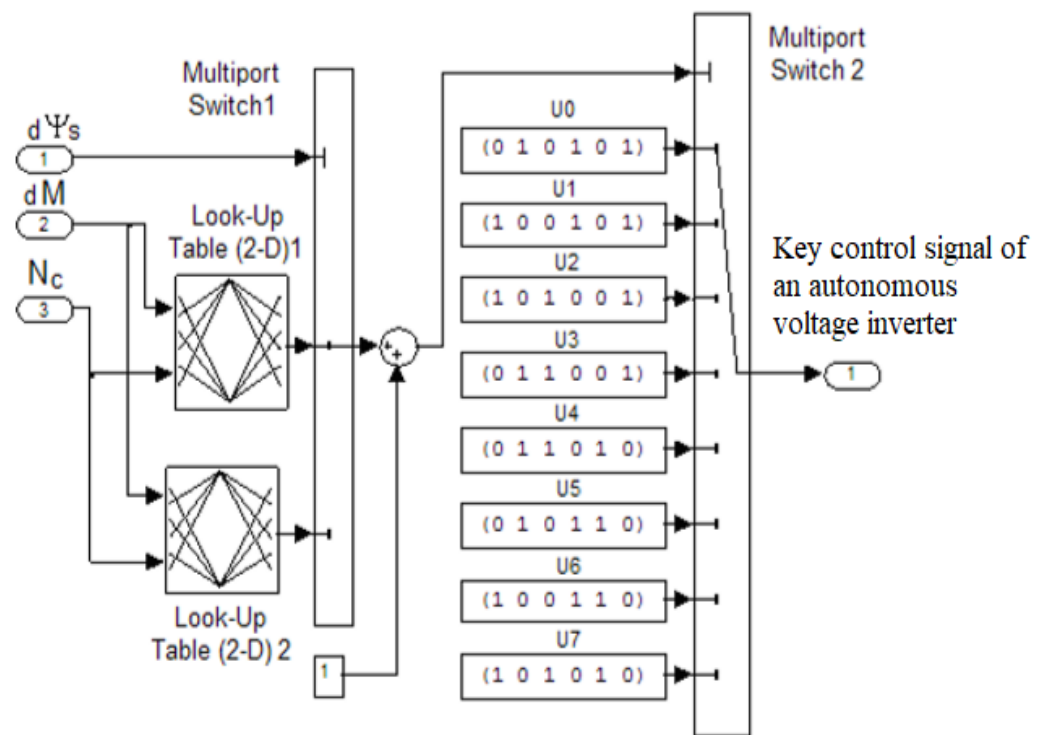 Multiport
Switch1
dΨs
1
dM
2
Nc
3
Look-Up
Table (2-D)1
Look-Up
Table (2-D) 2
1
+
+
U0
(0 1 0 1 0 1)
U1
(1 0 0 1 0 1)
U2
(1 0 1 0 0 1)
U3
(0 1 1 0 0 1)
U4
(0 1 1 0 1 0)
U5
(0 1 0 1 1 0)
U6
(1 0 0 1 1 0)
U7
(1 0 1 0 1 0)
Multiport
Switch 2
Key control signal of
an autonomous
voltage inverter
1